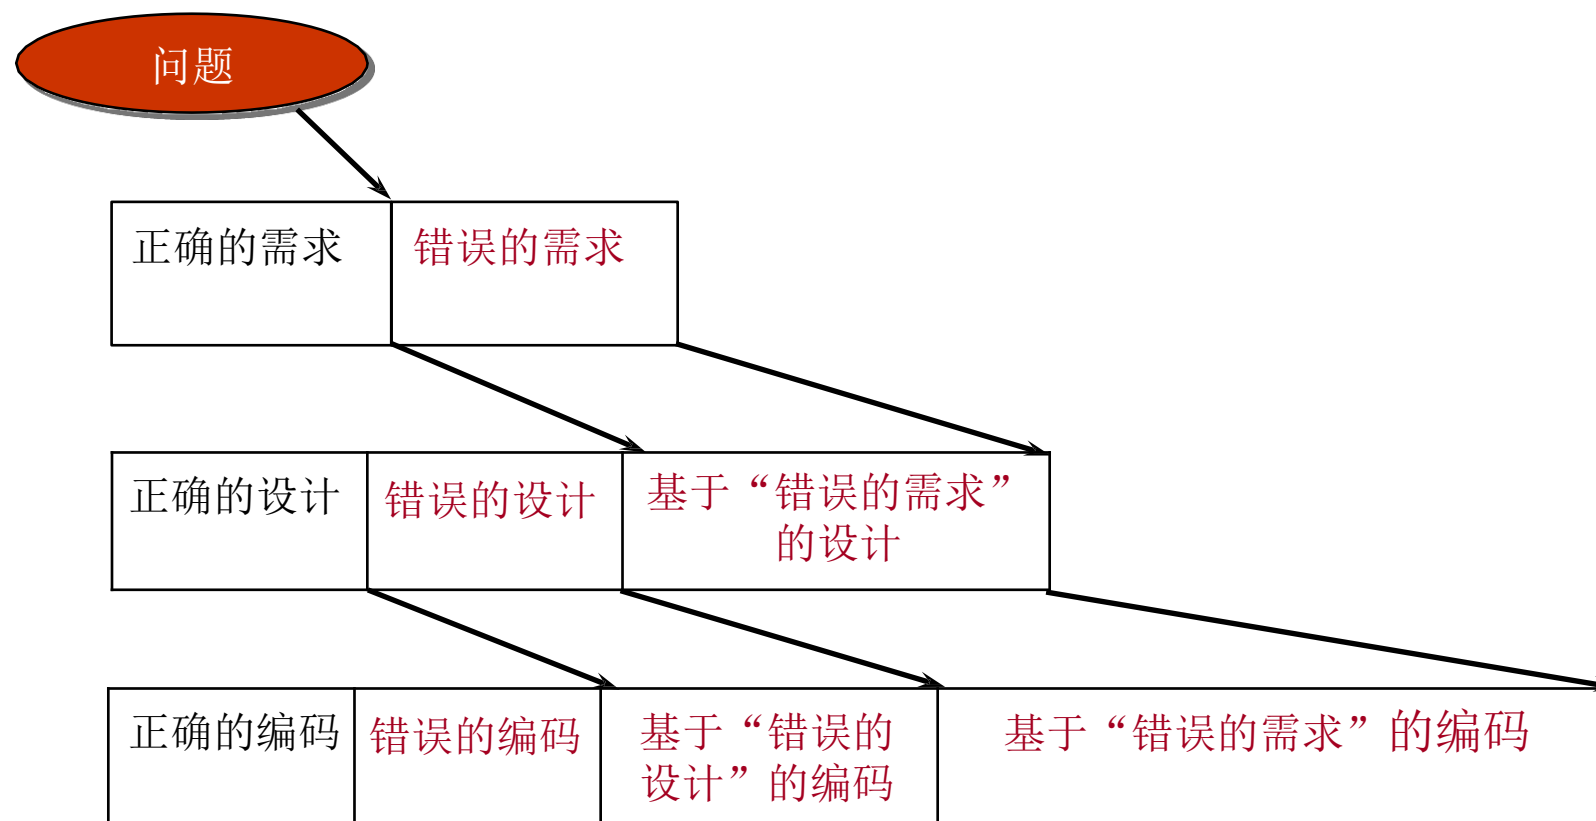 问题
正确的需求
错误的需求
正确的设计
错误的设计
基于“错误的需求”
的设计
正确的编码
错误的编码
基于“错误的
设计”的编码
基于“错误的需求”的编码